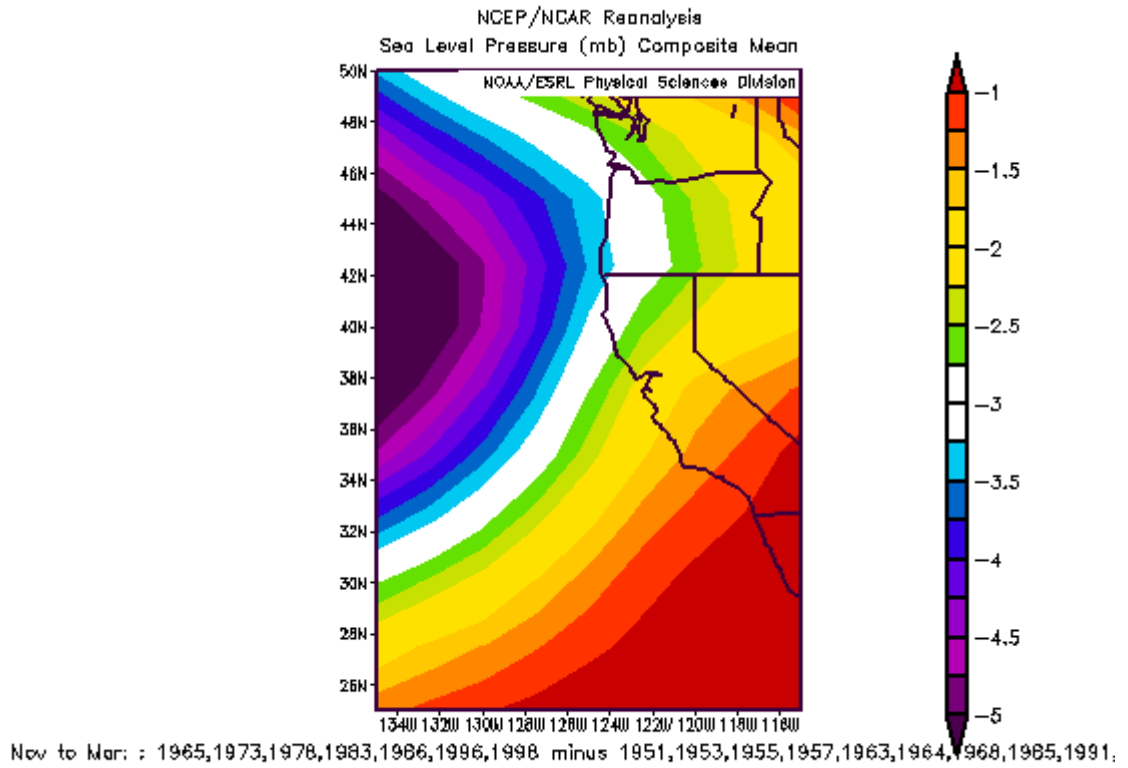 NCEP/NCAR Reanalysis
Sea Level Pressure (mb) Composite Mean
NOAA/ESRL Physical Sciences Division
50N
48N
46N
44N
42N
40N
38N
36N
34N
32N
30N
28N
26N
134W 132W 130W 128W 126W 124W 122W 120W 118W 116W
-1
-1.5
-2
-2.5
-3
-3.5
-4
-4.5
-5
Nov to Mar: : 1965,1973,1978,1983,1986,1996,1998 minus 1951,1953,1955,1957,1963,1964,1968,1985,1991,